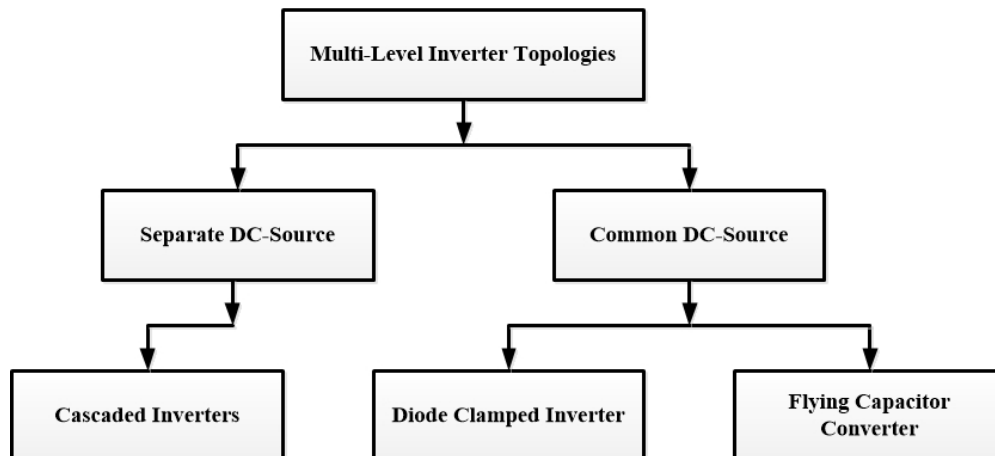 Multi-Level Inverter Topologies
Separate DC-Source
Common DC-Source
Cascaded Inverters
Diode Clamped Inverter
Flying Capacitor
Converter